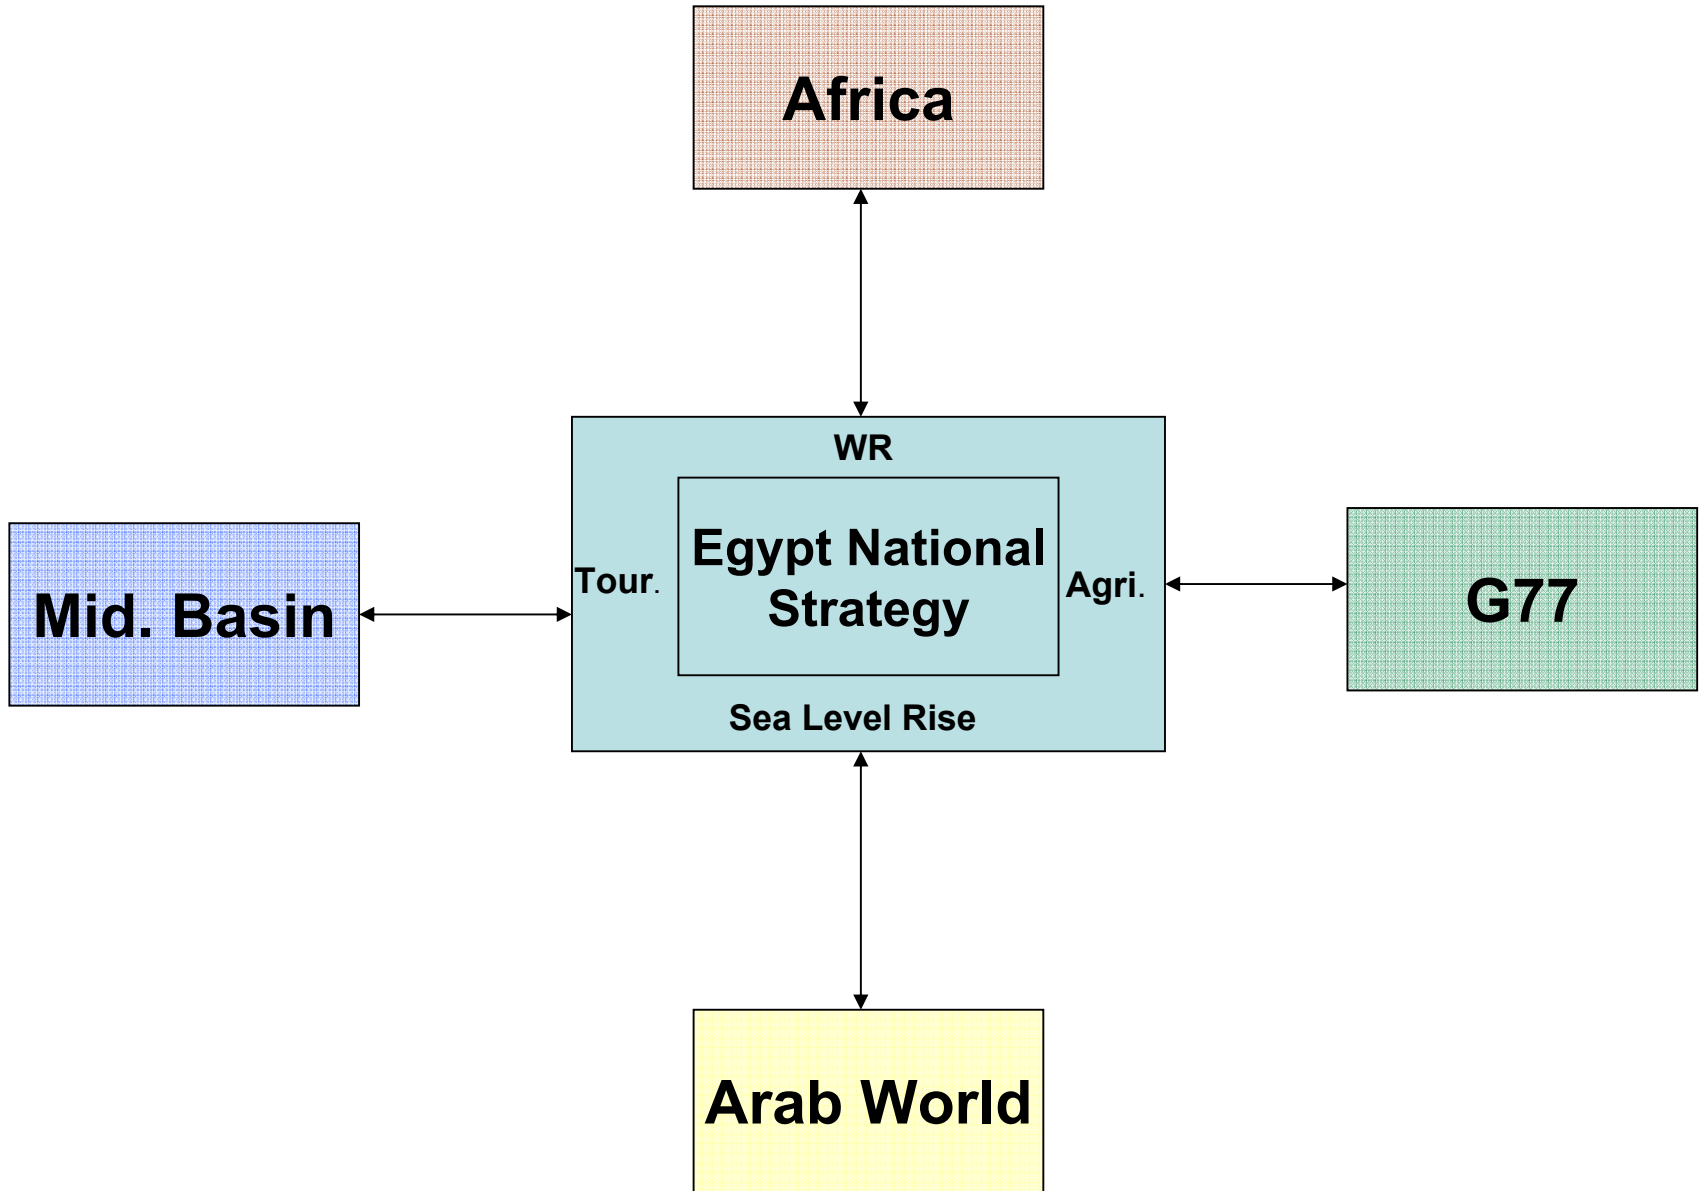 Africa
WR
Egypt National
Strategy
Tour.
Agri.
Mid. Basin
G77
Sea Level Rise
Arab World